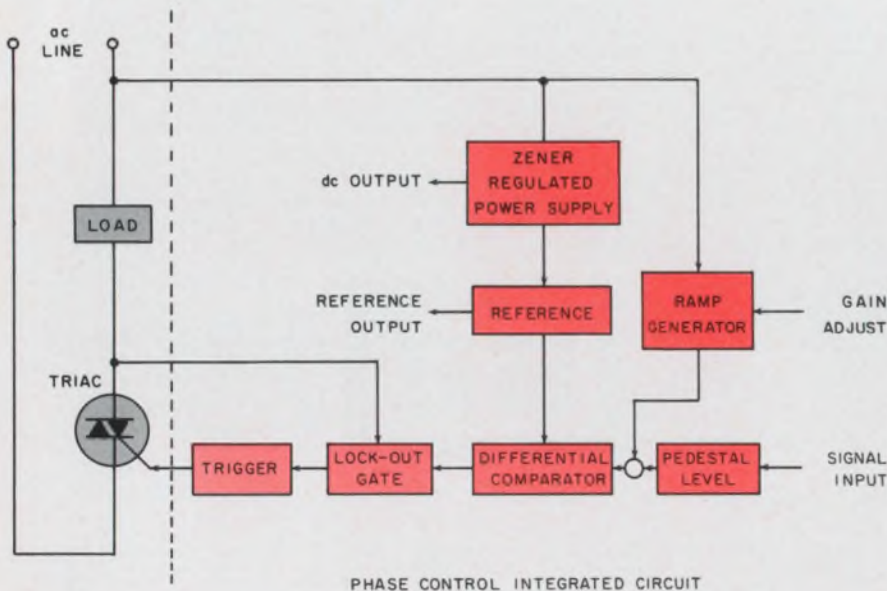 ac
LINE
ZENER
REGULATED
POWER SUPPLY
dc OUTPUT
LOAD
REFERENCE
OUTPUT
REFERENCE
RAMP
GENERATOR
GAIN
ADJUST
TRIAC
TRIGGER
LOCK-OUT
GATE
DIFFERENTIAL
COMPARATOR
PEDESTAL
LEVEL
SIGNAL
INPUT
PHASE CONTROL INTEGRATED CIRCUIT